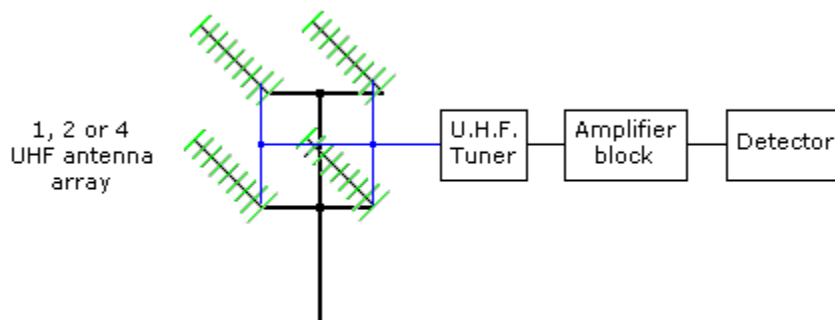 1, 2 or 4
UHF antenna
array
U.H.F.
Tuner
Amplifier
block
Detector